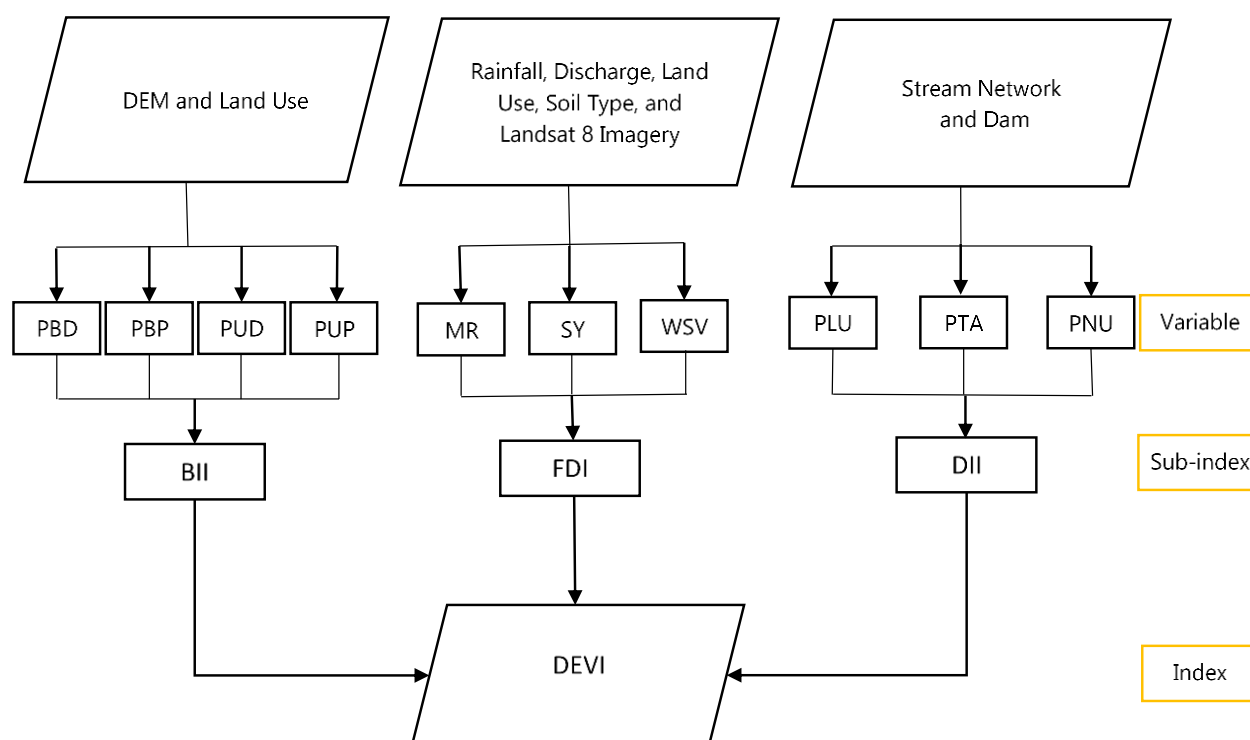 DEM and Land Use
Rainfall, Discharge, Land
Use, Soil Type, and
Landsat 8 Imagery
Stream Network
and Dam
PBD
PBP
PUD
PUP
MR
SY
WSV
PLU
PTA
PNU
Variable
BII
FDI
DII
Sub-index
DEVI
Index